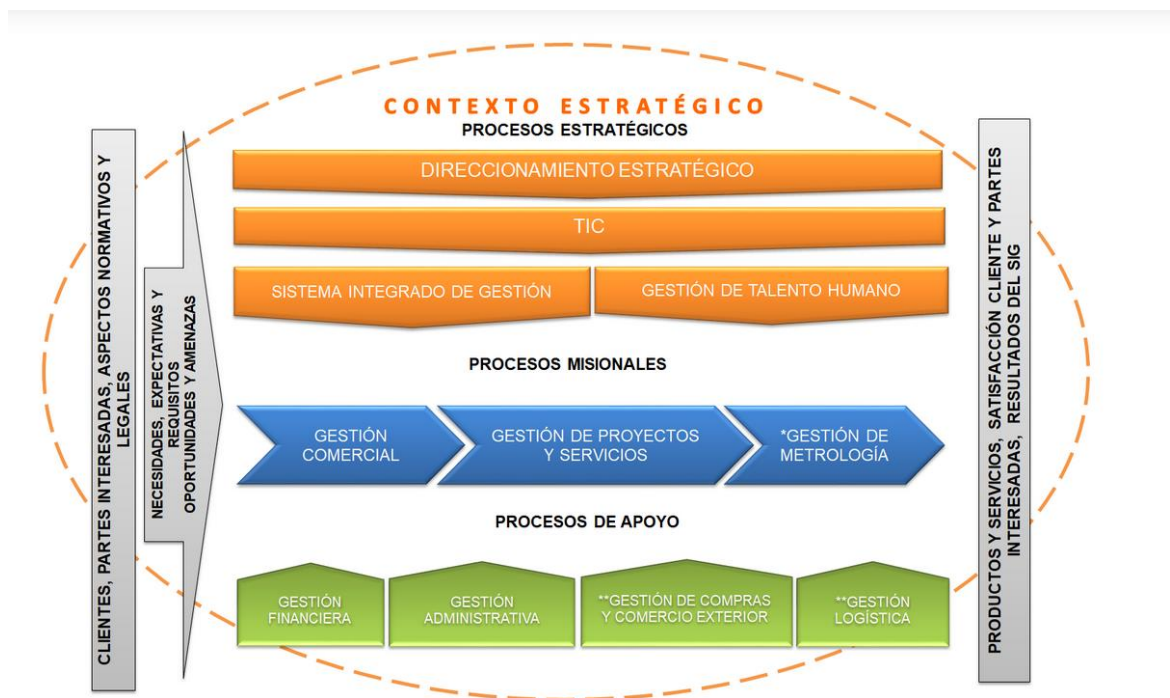 CONTEXTO ESTRATÉGICO
PROCESOS ESTRATÉGICOS
CLIENTES, PARTES INTERESADAS, ASPECTOS NORMATIVOS Y
LEGALES
NECESIDADES, EXPECTATIVAS Y
REQUISITOS
OPORTUNIDADES Y AMENAZAS
DIRECCIONAMIENTO ESTRATÉGICO
TIC
SISTEMA INTEGRADO DE GESTIÓN
GESTIÓN DE TALENTO HUMANO
PROCESOS MISIONALES
GESTIÓN
COMERCIAL
GESTIÓN DE PROYECTOS
Y SERVICIOS
*GESTIÓN DE
METROLOGÍA
PROCESOS DE APOYO
GESTIÓN
FINANCIERA
GESTIÓN
ADMINISTRATIVA
**GESTIÓN DE COMPRAS
Y COMERCIO EXTERIOR
**GESTIÓN
LOGÍSTICA
PRODUCTOS Y SERVICIOS, SATISFACCIÓN CLIENTE Y PARTES
INTERESADAS, RESULTADOS DEL SIG